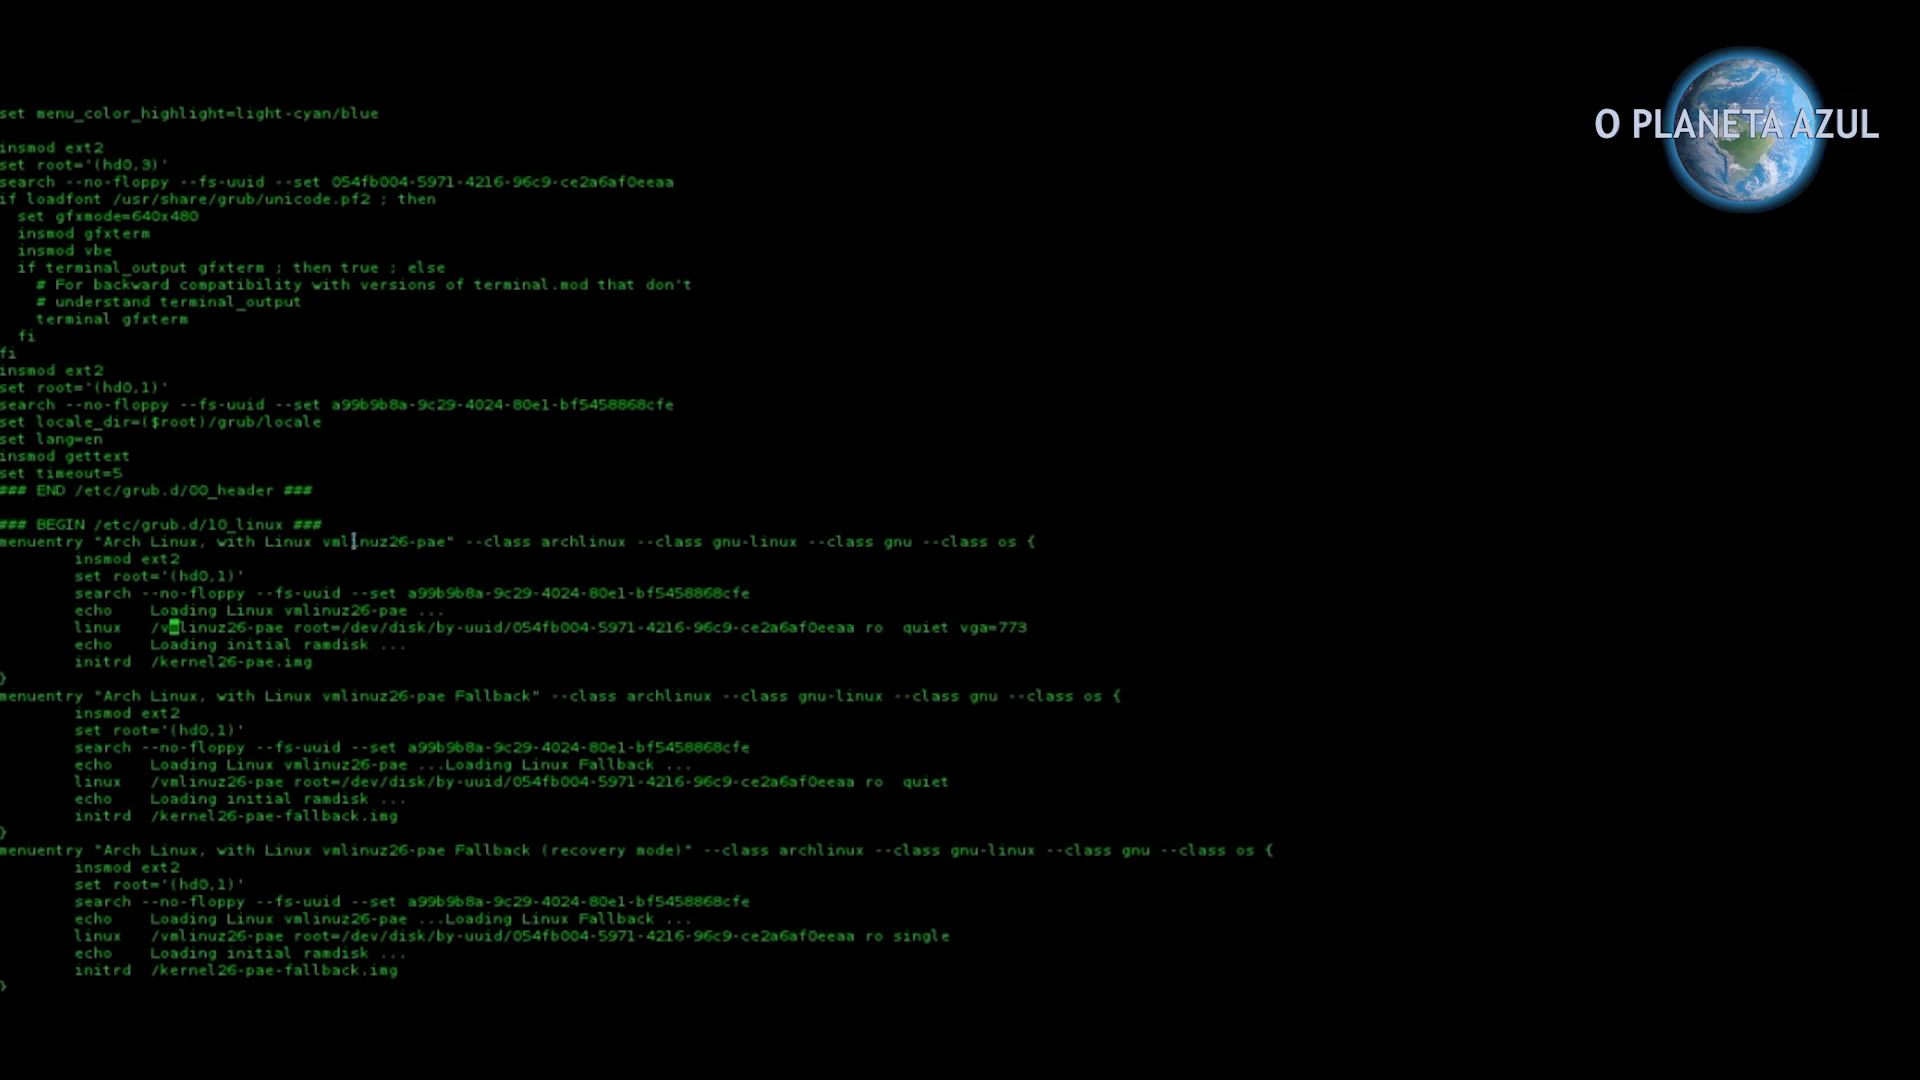 O PLANETA AZUL
set menu_color_highlight=light-cyan/blue
insmod ext2
set root='(hd0,3)'
search --no-floppy --fs-uuid --set 054fb004-5971-4216-96c9-ce2a6af0eeaa
if loadfont /usr/share/grub/unicode.pf2 ; then
  set gfxmode=640x480
  insmod gfxterm
  insmod vbe
  if terminal_output gfxterm ; then true ; else
    # For backward compatibility with versions of terminal.mod that don't
    # understand terminal_output
    terminal gfxterm
  fi
fi
insmod ext2
set root='(hd0,1)'
search --no-floppy --fs-uuid --set a99b9b8a-9c29-4024-80e1-bf5458868cfe
set locale_dir=($root)/grub/locale
set lang=en
insmod gettext
set timeout=5
### END /etc/grub.d/00_header ###
### BEGIN /etc/grub.d/10_linux ###
menuentry "Arch Linux, with Linux vmlinuz26-pae" --class archlinux --class gnu-linux --class gnu --class os {
        insmod ext2
        set root='(hd0,1)'
        search --no-floppy --fs-uuid --set a99b9b8a-9c29-4024-80e1-bf5458868cfe
        echo    Loading Linux vmlinuz26-pae ...
        linux   /vmlinuz26-pae root=/dev/disk/by-uuid/054fb004-5971-4216-96c9-ce2a6af0eeaa ro  quiet vga=773
        echo    Loading initial ramdisk ...
        initrd  /kernel26-pae.img
}
menuentry "Arch Linux, with Linux vmlinuz26-pae Fallback" --class archlinux --class gnu-linux --class gnu --class os {
        insmod ext2
        set root='(hd0,1)'
        search --no-floppy --fs-uuid --set a99b9b8a-9c29-4024-80e1-bf5458868cfe
        echo    Loading Linux vmlinuz26-pae ...Loading Linux Fallback ...
        linux   /vmlinuz26-pae root=/dev/disk/by-uuid/054fb004-5971-4216-96c9-ce2a6af0eeaa ro  quiet
        echo    Loading initial ramdisk ...
        initrd  /kernel26-pae-fallback.img
}
menuentry "Arch Linux, with Linux vmlinuz26-pae Fallback (recovery mode)" --class archlinux --class gnu-linux --class gnu --class os {
        insmod ext2
        set root='(hd0,1)'
        search --no-floppy --fs-uuid --set a99b9b8a-9c29-4024-80e1-bf5458868cfe
        echo    Loading Linux vmlinuz26-pae ...Loading Linux Fallback ...
        linux   /vmlinuz26-pae root=/dev/disk/by-uuid/054fb004-5971-4216-96c9-ce2a6af0eeaa ro single
        echo    Loading initial ramdisk ...
        initrd  /kernel26-pae-fallback.img
}